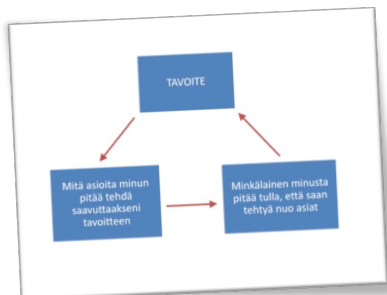 TAVOITE
Mitä asioita minun
pitää tehdä
saavuttaakseni
tavoitteen
Minkälainen minusta
pitää tulla, että saan
tehtyä nuo asiat